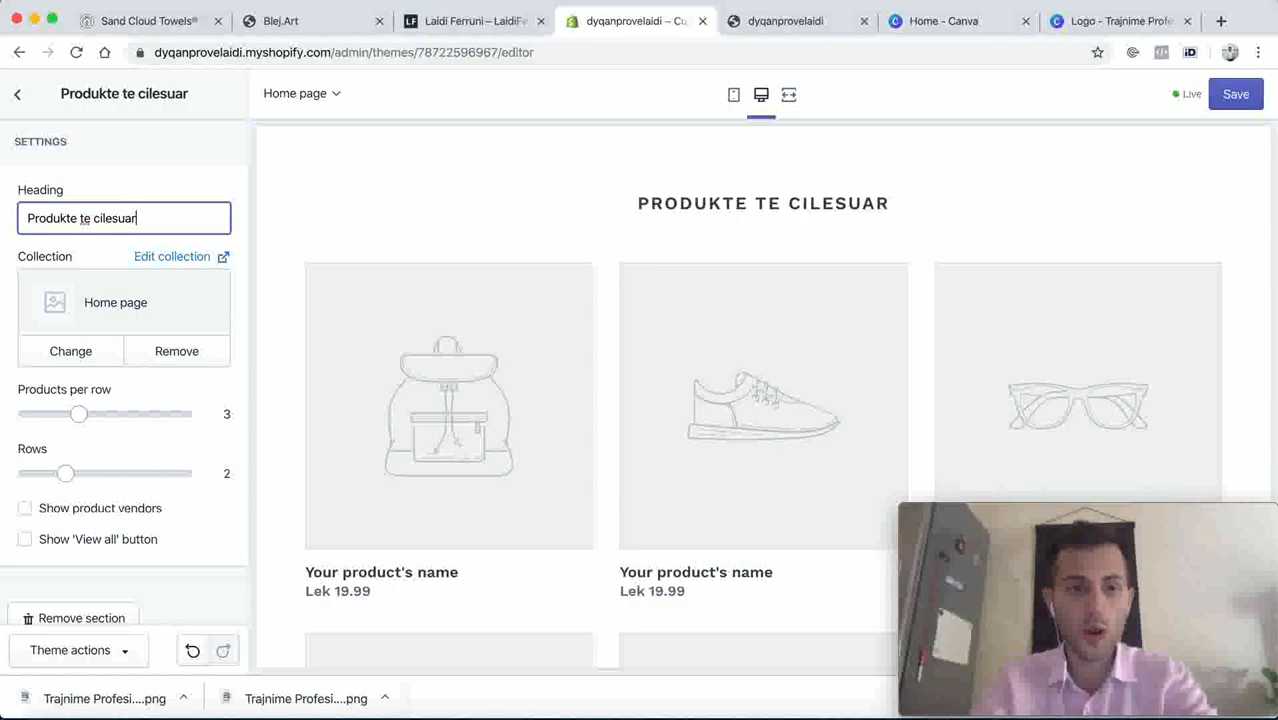 Sand Cloud Towels®
Blej.Art
Laidi Ferruni – LaidiFe
dyqanprovelaidi – Cu
dyqanprovelaidi
Home - Canva
Logo - Trajnime Profes
dyqanprovelaidi.myshopify.com/admin/themes/78722596967/editor
Produkte te cilesuar
Home page
Live
Save
SETTINGS
Heading
Produkte te cilesuar
Collection
Edit collection
Home page
Change
Remove
Products per row
3
Rows
2
Show product vendors
Show 'View all' button
Remove section
Theme actions
PRODUKTE TE CILESUAR
Your product's name
Lek 19.99
Your product's name
Lek 19.99
Trajnime Profesi....png
Trajnime Profesi....png